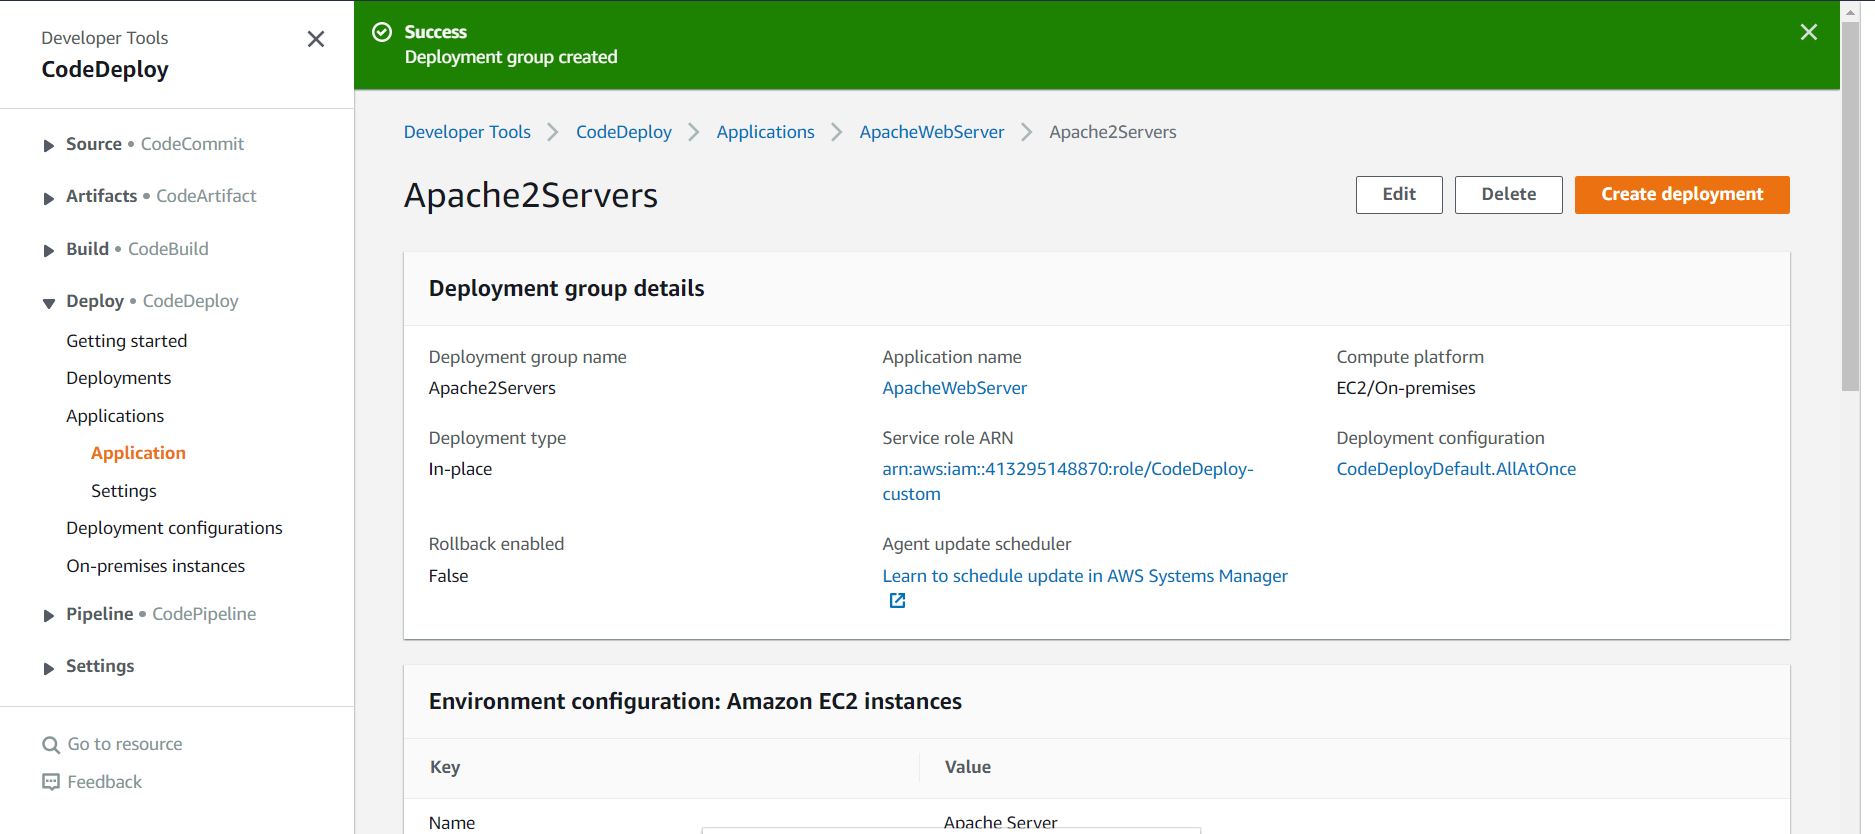 Developer Tools
CodeDeploy
Source • CodeCommit
Artifacts • CodeArtifact
Build • CodeBuild
Deploy • CodeDeploy
Getting started
Deployments
Applications
Application
Settings
Deployment configurations
On-premises instances
Pipeline • CodePipeline
Settings
Go to resource
Feedback
Success
Deployment group created
Developer Tools CodeDeploy Applications ApacheWebServer Apache2Servers
Apache2Servers
Edit Delete Create deployment
Deployment group details
Deployment group name
Apache2Servers
Application name
ApacheWebServer
Compute platform
EC2/On-premises
Deployment type
In-place
Service role ARN
arn:aws:iam::413295148870:role/CodeDeploy-
custom
Deployment configuration
CodeDeployDefault.AllAtOnce
Rollback enabled
False
Agent update scheduler
Learn to schedule update in AWS Systems Manager
Environment configuration: Amazon EC2 instances
Key Value
Name Apache Server